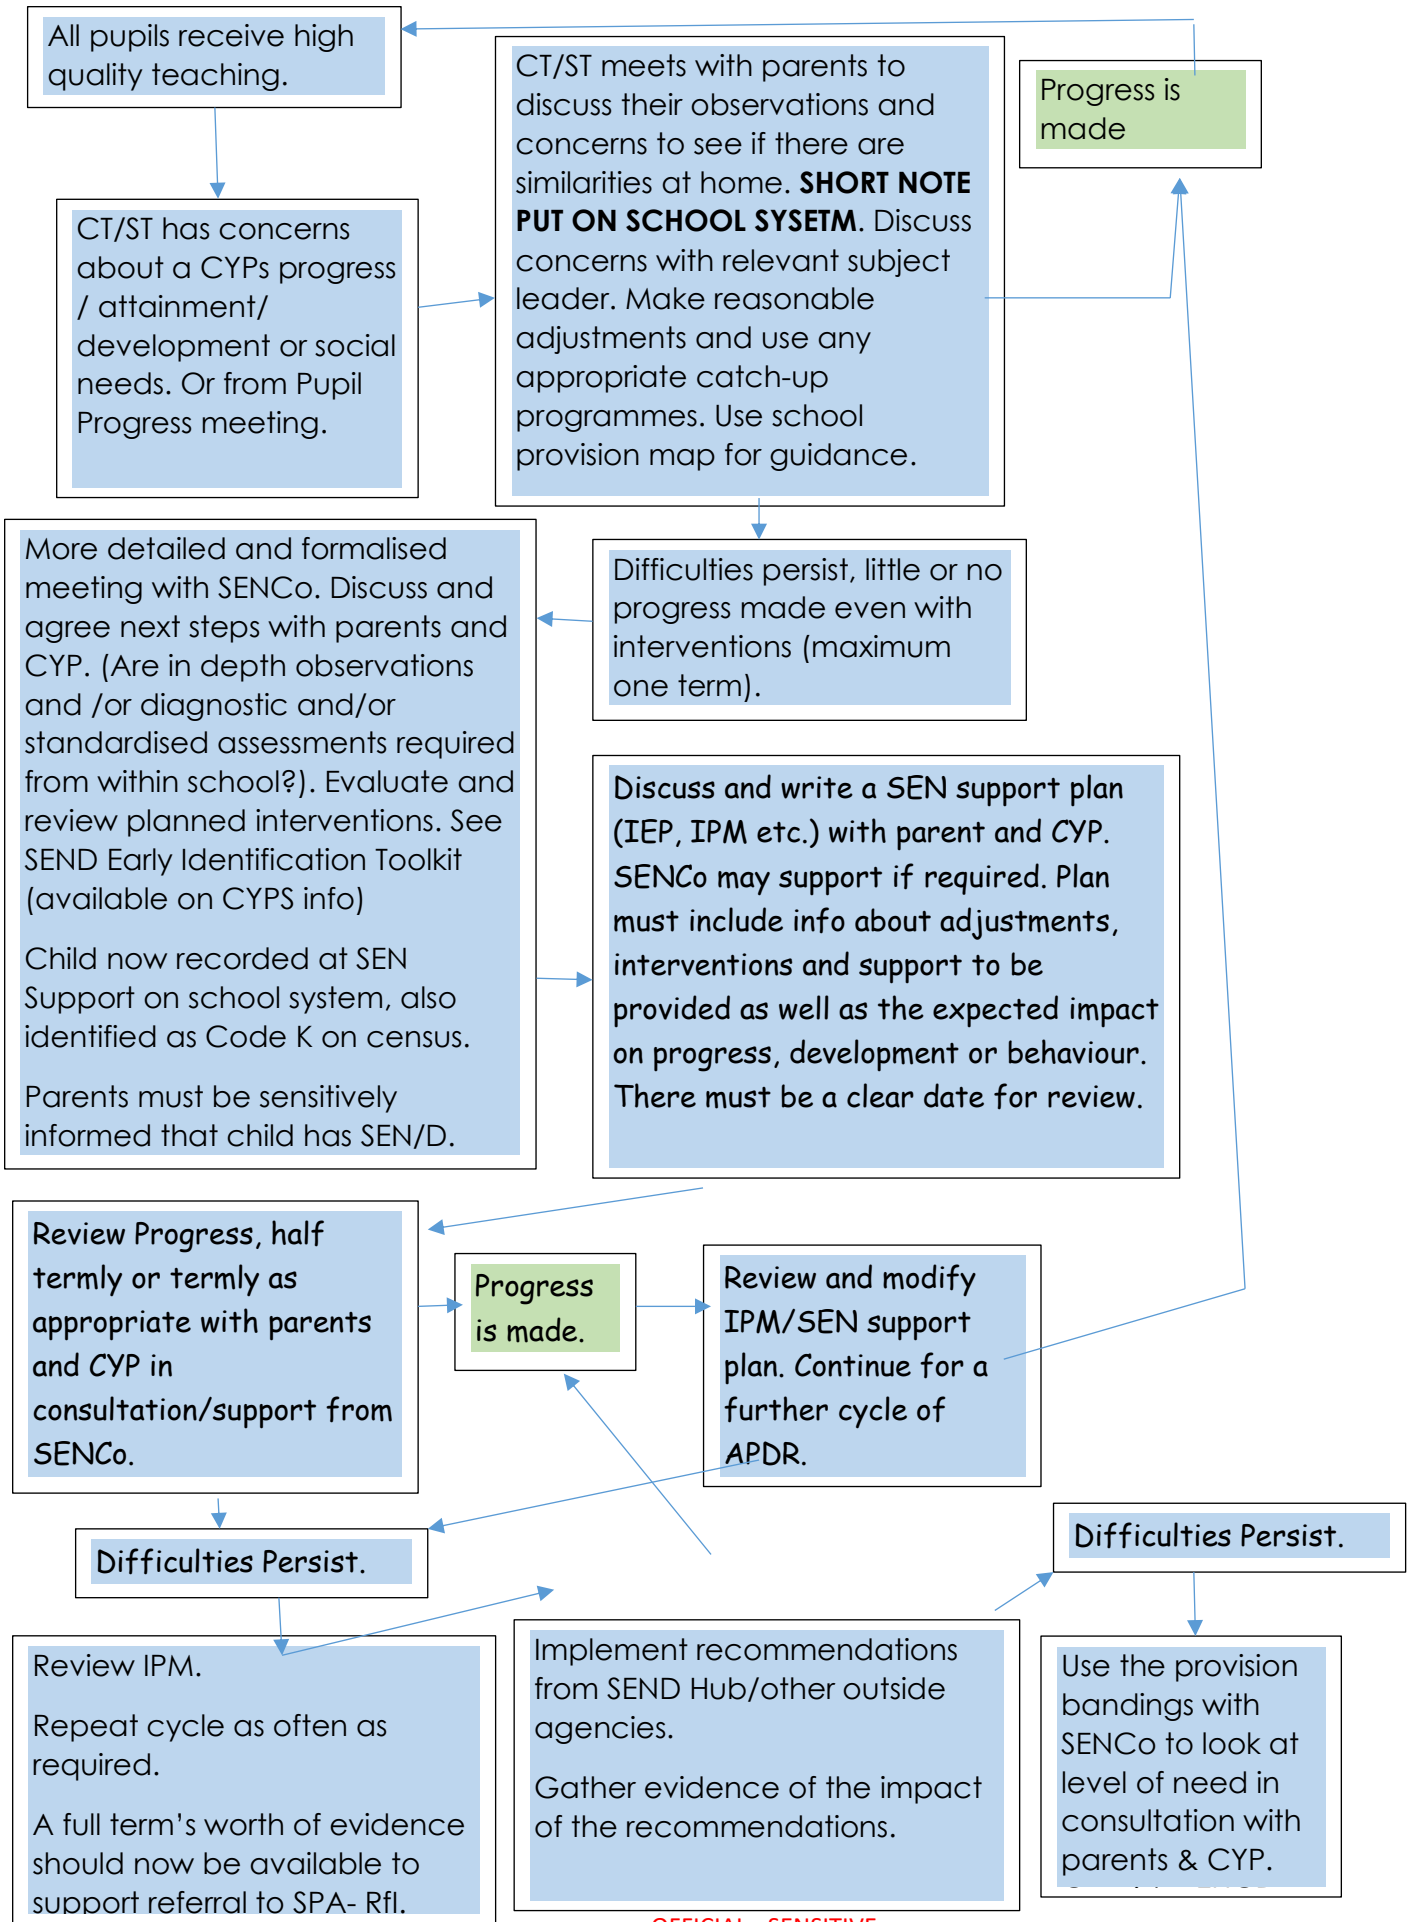 All pupils receive high
quality teaching.
CT/ST has concerns
about a CYPs progress
/ attainment/
development or social
needs. Or from Pupil
Progress meeting.
CT/ST meets with parents to
discuss their observations and
concerns to see if there are
similarities at home. SHORT NOTE
PUT ON SCHOOL SYSETM. Discuss
concerns with relevant subject
leader. Make reasonable
adjustments and use any
appropriate catch-up
programmes. Use school
provision map for guidance.
Progress is
made
Difficulties persist, little or no
progress made even with
interventions (maximum
one term).
More detailed and formalised
meeting with SENCo. Discuss and
agree next steps with parents and
CYP. (Are in depth observations
and /or diagnostic and/or
standardised assessments required
from within school?). Evaluate and
review planned interventions. See
SEND Early Identification Toolkit
(available on CYPS info)
Child now recorded at SEN
Support on school system, also
identified as Code K on census.
Parents must be sensitively
informed that child has SEN/D.
Discuss and write a SEN support plan
(IEP, IPM etc.) with parent and CYP.
SENCo may support if required. Plan
must include info about adjustments,
interventions and support to be
provided as well as the expected impact
on progress, development or behaviour.
There must be a clear date for review.
Review Progress, half
termly or termly as
appropriate with parents
and CYP in
consultation/support from
SENCo.
Progress
is made.
Review and modify
IPM/SEN support
plan. Continue for a
further cycle of
APDR.
Difficulties Persist.
Difficulties Persist.
Review IPM.
Repeat cycle as often as
required.
A full term's worth of evidence
should now be available to
support referral to SPA- RfI.
Implement recommendations
from SEND Hub/other outside
agencies.
Gather evidence of the impact
of the recommendations.
Use the provision
bandings with
SENCo to look at
level of need in
consultation with
parents & CYP.
OFFICIAL - SENSITIVE